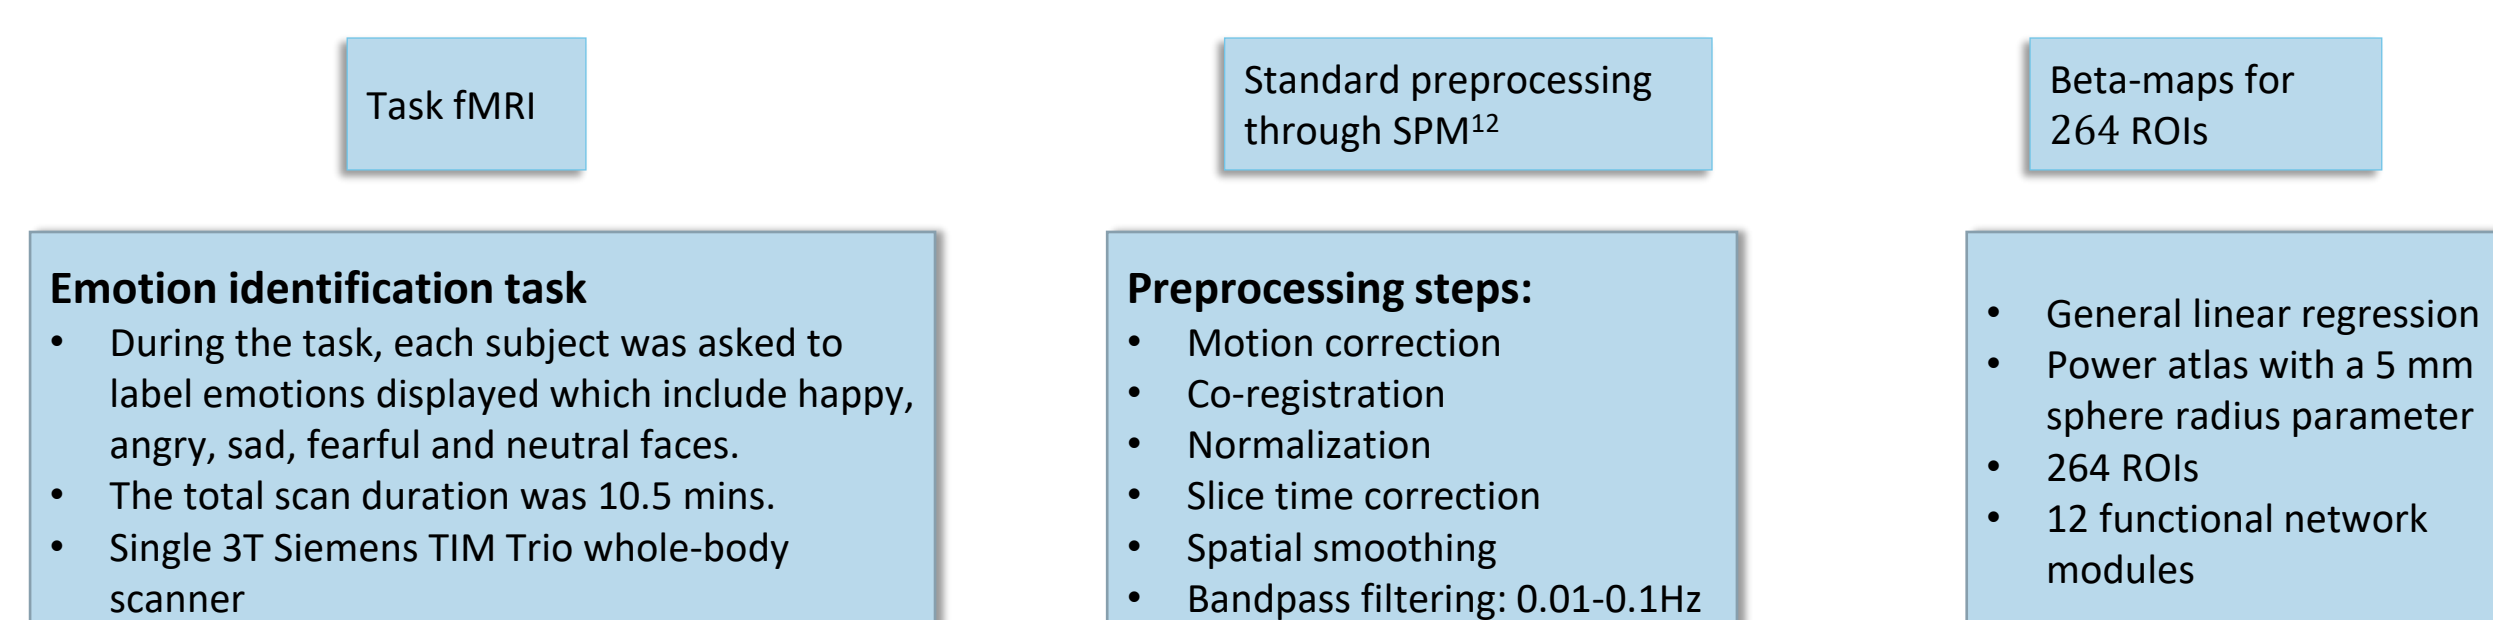 Task fMRI
Standard preprocessing
through SPM¹²
Beta-maps for
264 ROIs
Emotion identification task
• During the task, each subject was asked to
label emotions displayed which include happy,
angry, sad, fearful and neutral faces.
• The total scan duration was 10.5 mins.
• Single 3T Siemens TIM Trio whole-body
scanner
Preprocessing steps:
• Motion correction
• Co-registration
• Normalization
• Slice time correction
• Spatial smoothing
• Bandpass filtering: 0.01-0.1Hz
• General linear regression
• Power atlas with a 5 mm
sphere radius parameter
• 264 ROIs
• 12 functional network
modules